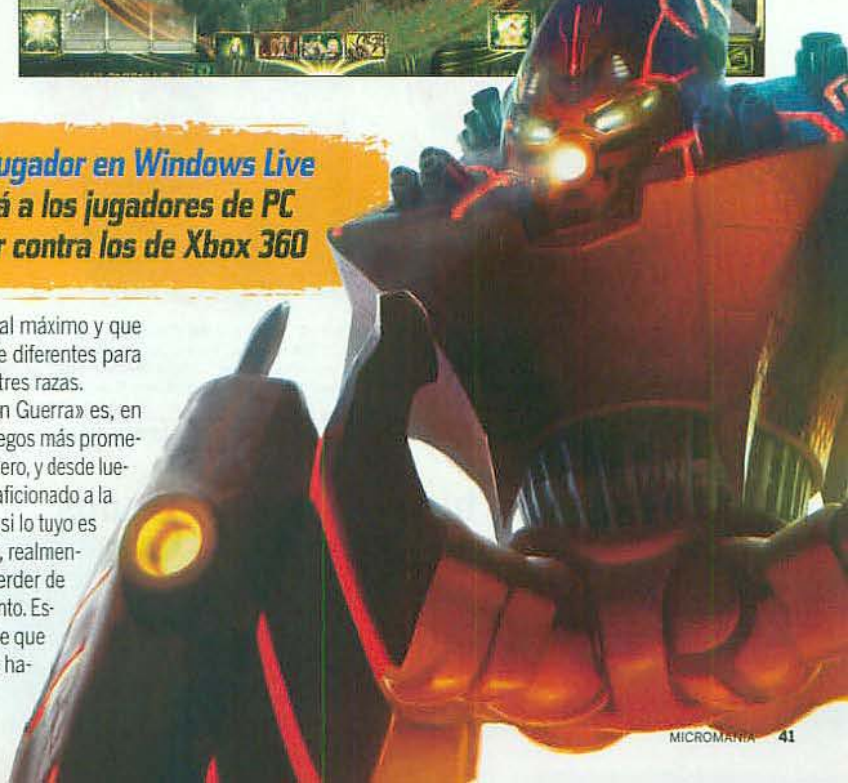 ugador en Windows Live
á a los jugadores de PC
r contra los de Xbox 360
al máximo y que
e diferentes para
tres razas.
n Guerra» es, en
egos más prome-
ero, y desde lue-
aficionado a la
si lo tuyo es
, realmen-
erder de
nto. Es-
e que
ha-
MICROMANÍA 41